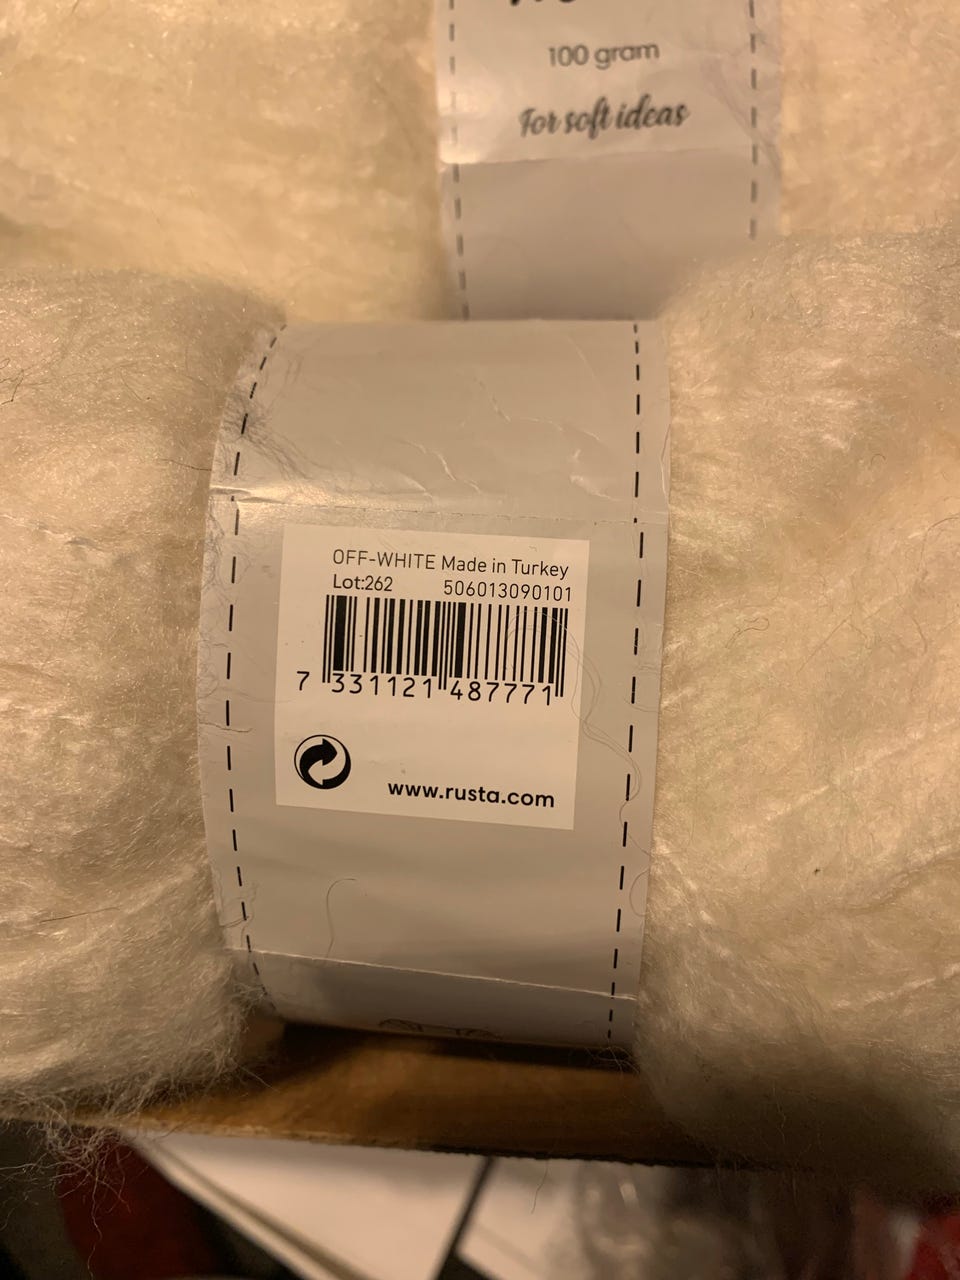 100 gram
For soft ideas
OFF-WHITE Made in Turkey
Lot:262 506013090101
7 331121 487771
www.rusta.com